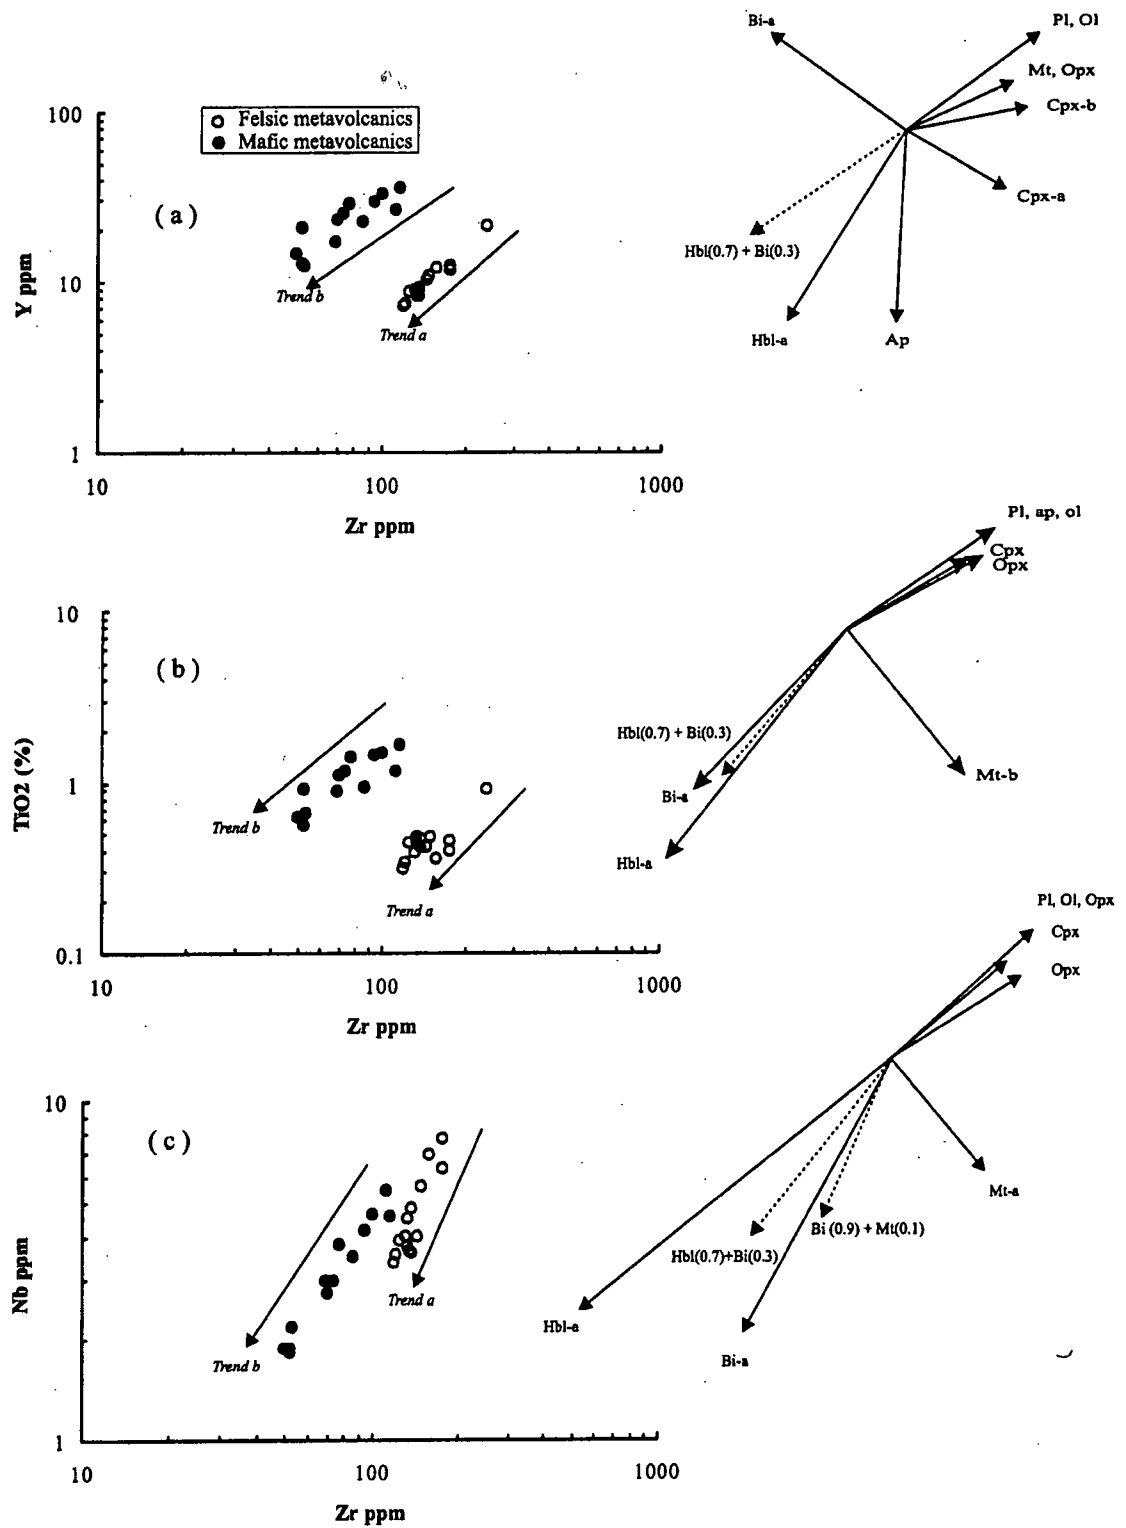 Bi-a
Pl, Ol
Mt, Opx
Cpx-b
Cpx-a
Hbl(0.7) + Bi(0.3)
Hbl-a
Ap
Felsic metavolcanics
Mafic metavolcanics
(a)
100
10
1
Y ppm
Trend b
Trend a
10
100
1000
Zr ppm
Pl, ap, ol
Cpx
Opx
Hbl(0.7) + Bi(0.3)
Bi-a
Hbl-a
Mt-b
(b)
10
1
0.1
TiO2 (%)
Trend b
Trend a
10
100
1000
Zr ppm
Pl, Ol, Opx
Cpx
Opx
Mt-a
Bi (0.9) + Mt(0.1)
Hbl(0.7)+Bi(0.3)
Hbl-a
Bi-a
(c)
10
1
Nb ppm
Trend b
Trend a
10
100
1000
Zr ppm